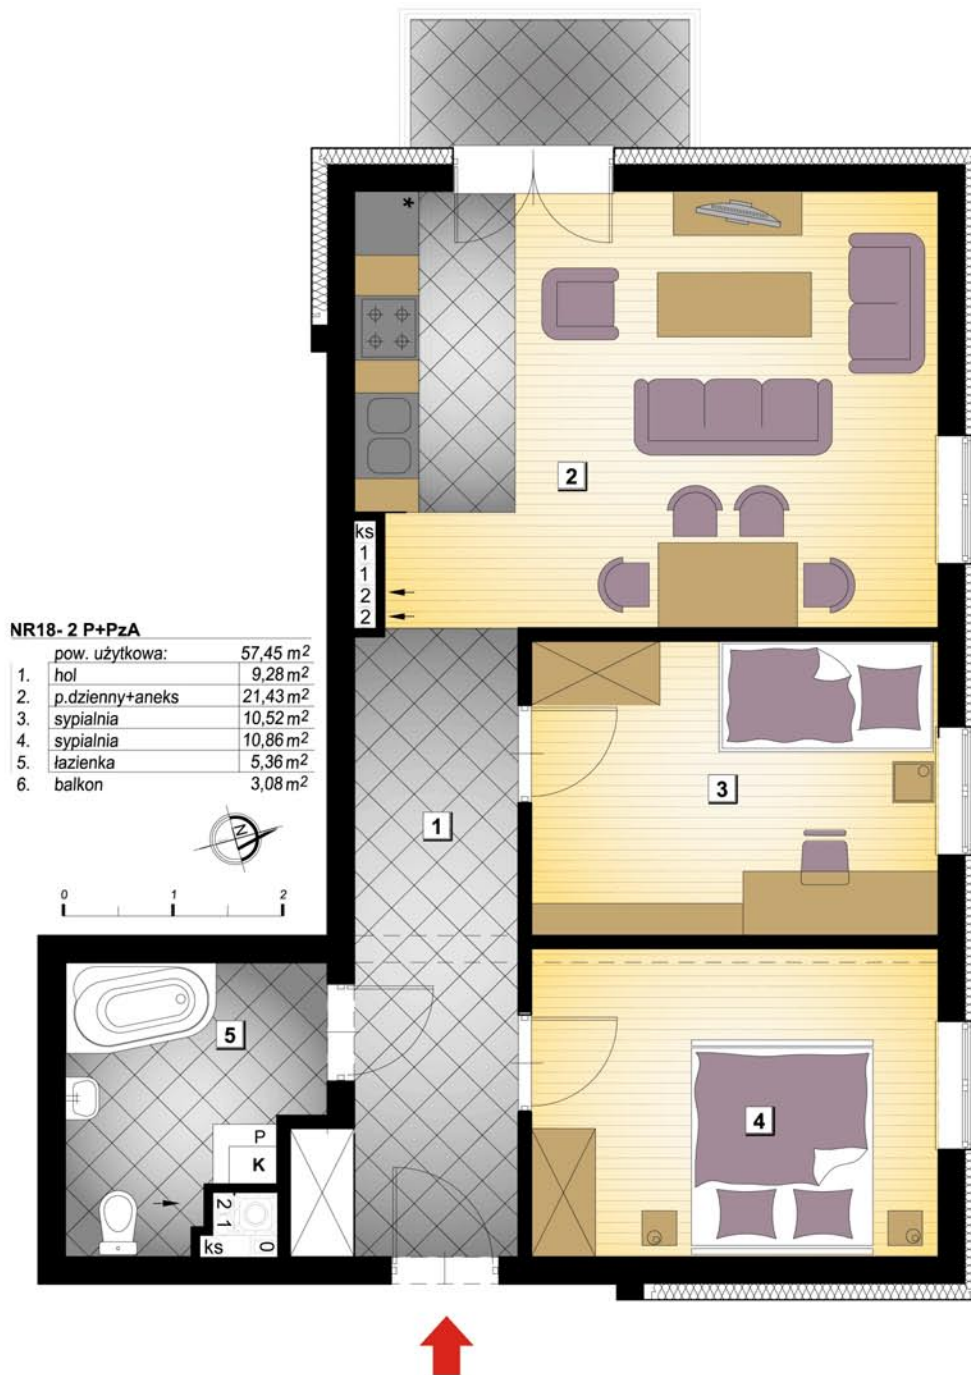 *
2
ks
1
1
2
2
NR18- 2 P+PzA
pow. użytkowa: 57,45 m²
1. hol 9,28 m²
2. p.dzienny+aneks 21,43 m²
3. sypialnia 10,52 m²
4. sypialnia 10,86 m²
5. łazienka 5,36 m²
6. balkon 3,08 m²
N
0 1 2
1
3
5
4
P
K
2 1
ks 0